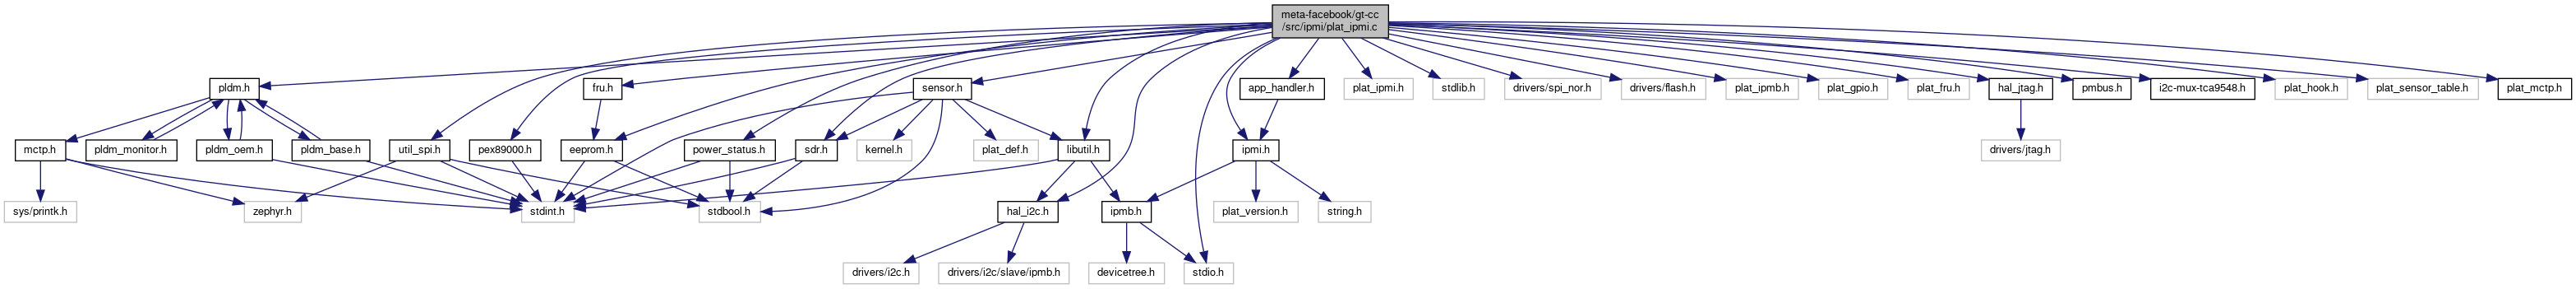 meta-facebook/gt-cc
/src/ipmi/plat_ipmi.c
pldm.h
fru.h
sensor.h
app_handler.h
plat_ipmi.h
stdlib.h
drivers/spi_nor.h
drivers/flash.h
plat_ipmb.h
plat_gpio.h
plat_fru.h
hal_jtag.h
pmbus.h
i2c-mux-tca9548.h
plat_hook.h
plat_sensor_table.h
plat_mctp.h
mctp.h
pldm_monitor.h
pldm_oem.h
pldm_base.h
util_spi.h
pex89000.h
eeprom.h
power_status.h
sdr.h
kernel.h
plat_def.h
libutil.h
ipmi.h
drivers/jtag.h
sys/printk.h
zephyr.h
stdint.h
stdbool.h
hal_i2c.h
ipmb.h
plat_version.h
string.h
drivers/i2c.h
drivers/i2c/slave/ipmb.h
devicetree.h
stdio.h